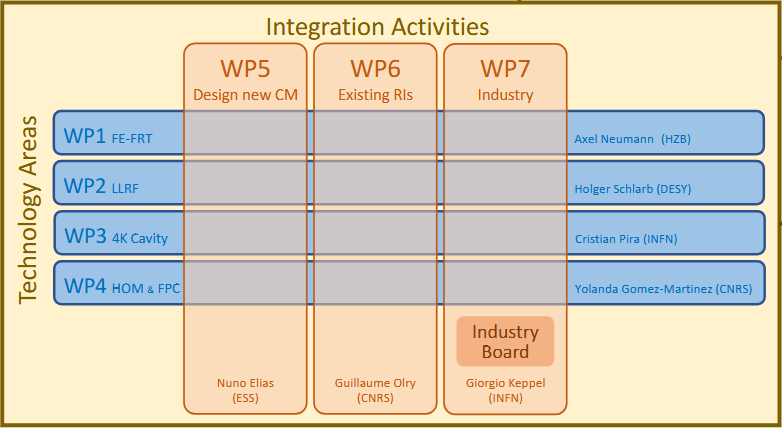 Integration Activities
WP5
Design new CM
WP6
Existing RIs
WP7
Industry
Technology Areas
WP1 FE-FRT
Axel Neumann (HZB)
WP2 LLRF
Holger Schlarb (DESY)
WP3 4K Cavity
Cristian Pira (INFN)
WP4 HOM & FPC
Yolanda Gomez-Martinez (CNRS)
Industry
Board
Nuno Elias
(ESS)
Guillaume Olry
(CNRS)
Giorgio Keppel
(INFN)